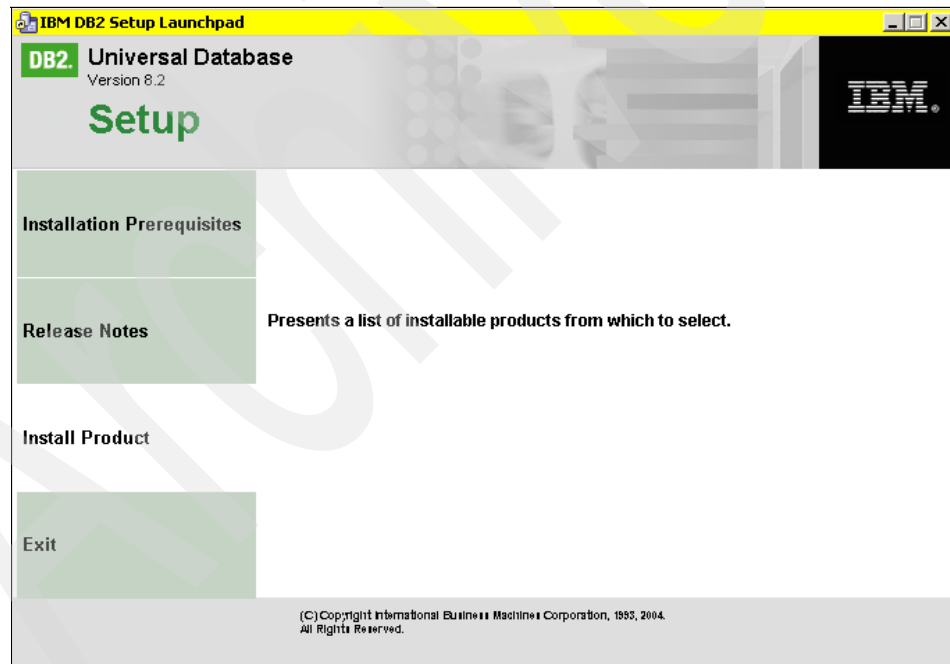 IBM DB2 Setup Launchpad
DB2. Universal Database
Version 8.2
Setup
IBM
Installation Prerequisites
Release Notes
Presents a list of installable products from which to select.
Install Product
Exit
(C) Copyright International Business Machines Corporation, 1993, 2004.
All Rights Reserved.